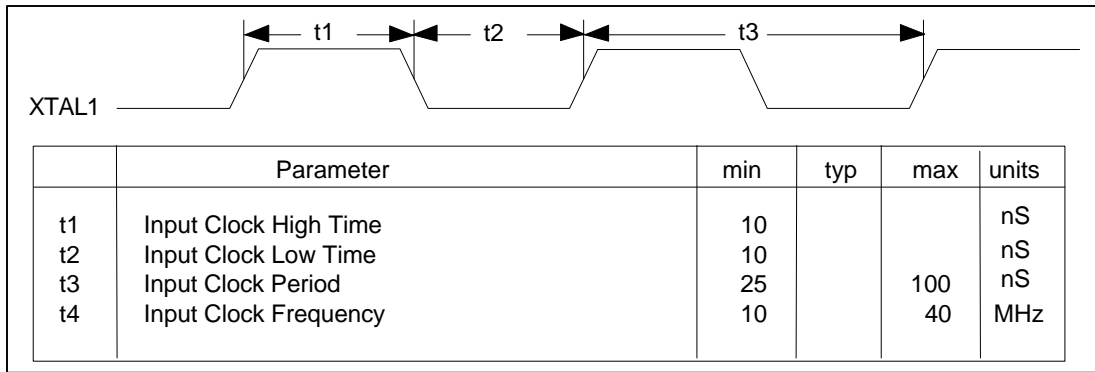 t1 t2 t3
XTAL1
Parameter min typ max units
t1 Input Clock High Time 10 nS
t2 Input Clock Low Time 10 nS
t3 Input Clock Period 25 100 nS
t4 Input Clock Frequency 10 40 MHz